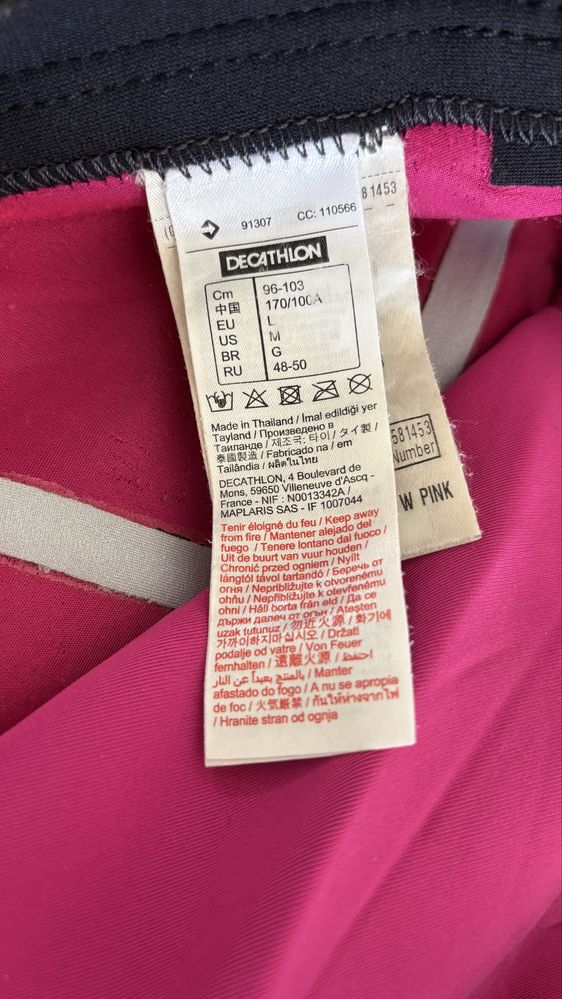 91307 CC: 110566
DECATHLON
Cm 96-103
中国 170/100A
EU L
US M
BR G
RU 48-50
Made in Thailand / İmal edildiği yer
Tayland / Произведено в
Таиланде / 제조국: 타이 / タイ製 /
泰國製造 / Fabricado na / em
Tailândia / ผลิตในไทย
DECATHLON, 4 Boulevard de
Mons, 59650 Villeneuve d'Ascq -
France - NIF : N0013342A /
MAPLARIS SAS - IF 1007044
Tenir éloigné du feu / Keep away
from fire / Mantener alejado del
fuego / Tenere lontano dal fuoco /
Uit de buurt van vuur houden /
Chronić przed ogniem / Nyílt
lángtól távol tartandó / Беречь от
огня / Nepribližujte k otvorenému
ohňu / Nepřibližujte k otevřenému
ohni / Håll borta från eld / Да се
държи далеч от огън / Ateşten
uzak tutunuz / 勿近火源 / 화기에
가까이하지마십시오 / Držati
podalje od vatre / Von Feuer
fernhalten / 遠離火源 / احتفظ
بالمنتج بعيداً عن النار / Manter
afastado do fogo / A nu se apropia
de foc / 火気厳禁 / กันให้ห่างจากไฟ
/ Hranite stran od ognja
81453
581453
Number
W PINK